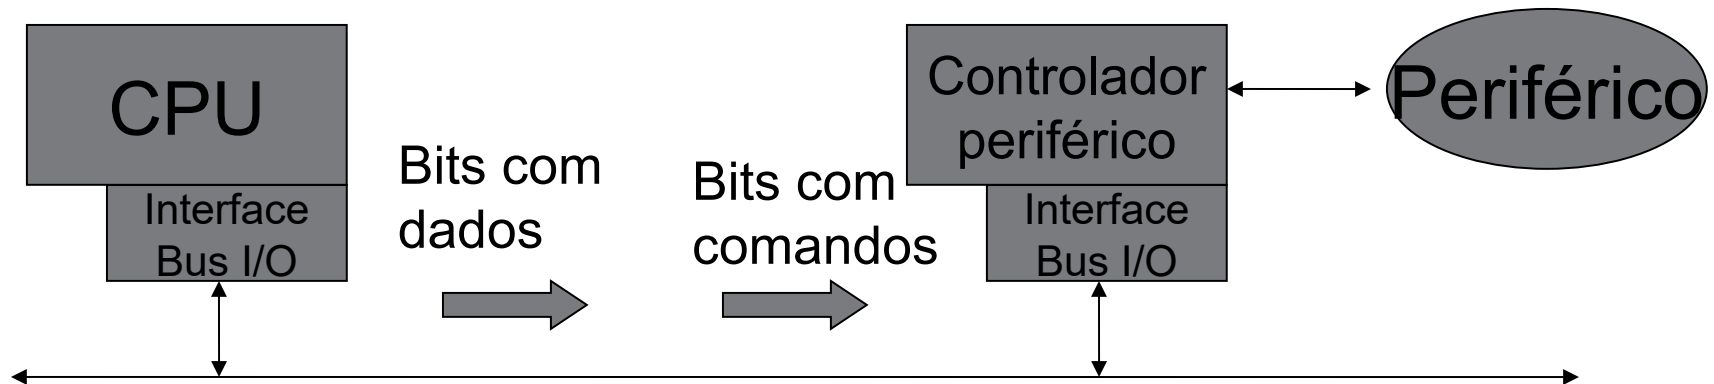 CPU
Interface
Bus I/O
Bits com
dados
Bits com
comandos
Controlador
periférico
Interface
Bus I/O
Periférico